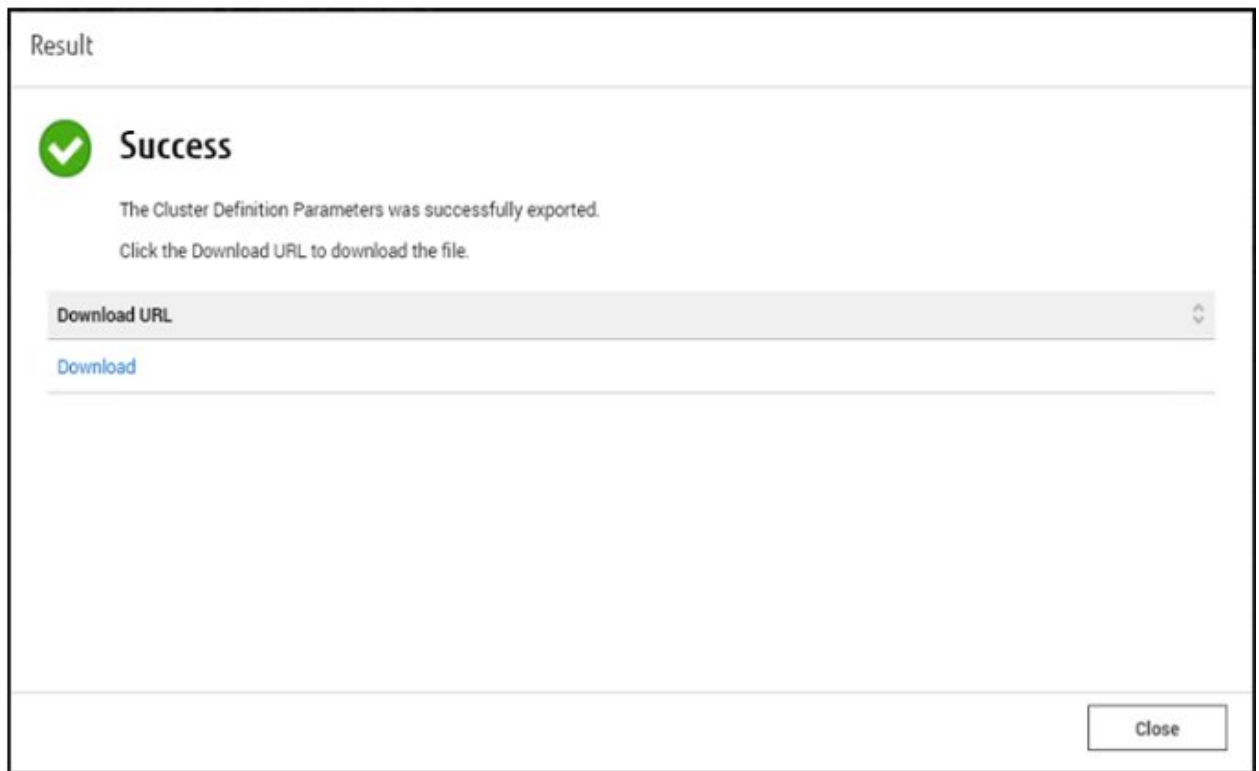 Result
Success
The Cluster Definition Parameters was successfully exported.
Click the Download URL to download the file.
Download URL
Download
Close